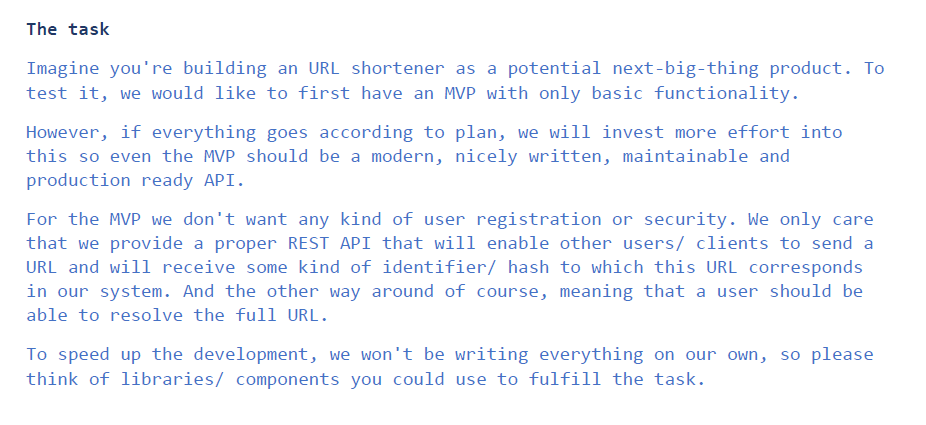 The task
Imagine you're building an URL shortener as a potential next-big-thing product. To
test it, we would like to first have an MVP with only basic functionality.
However, if everything goes according to plan, we will invest more effort into
this so even the MVP should be a modern, nicely written, maintainable and
production ready API.
For the MVP we don't want any kind of user registration or security. We only care
that we provide a proper REST API that will enable other users/ clients to send a
URL and will receive some kind of identifier/ hash to which this URL corresponds
in our system. And the other way around of course, meaning that a user should be
able to resolve the full URL.
To speed up the development, we won't be writing everything on our own, so please
think of libraries/ components you could use to fulfill the task.